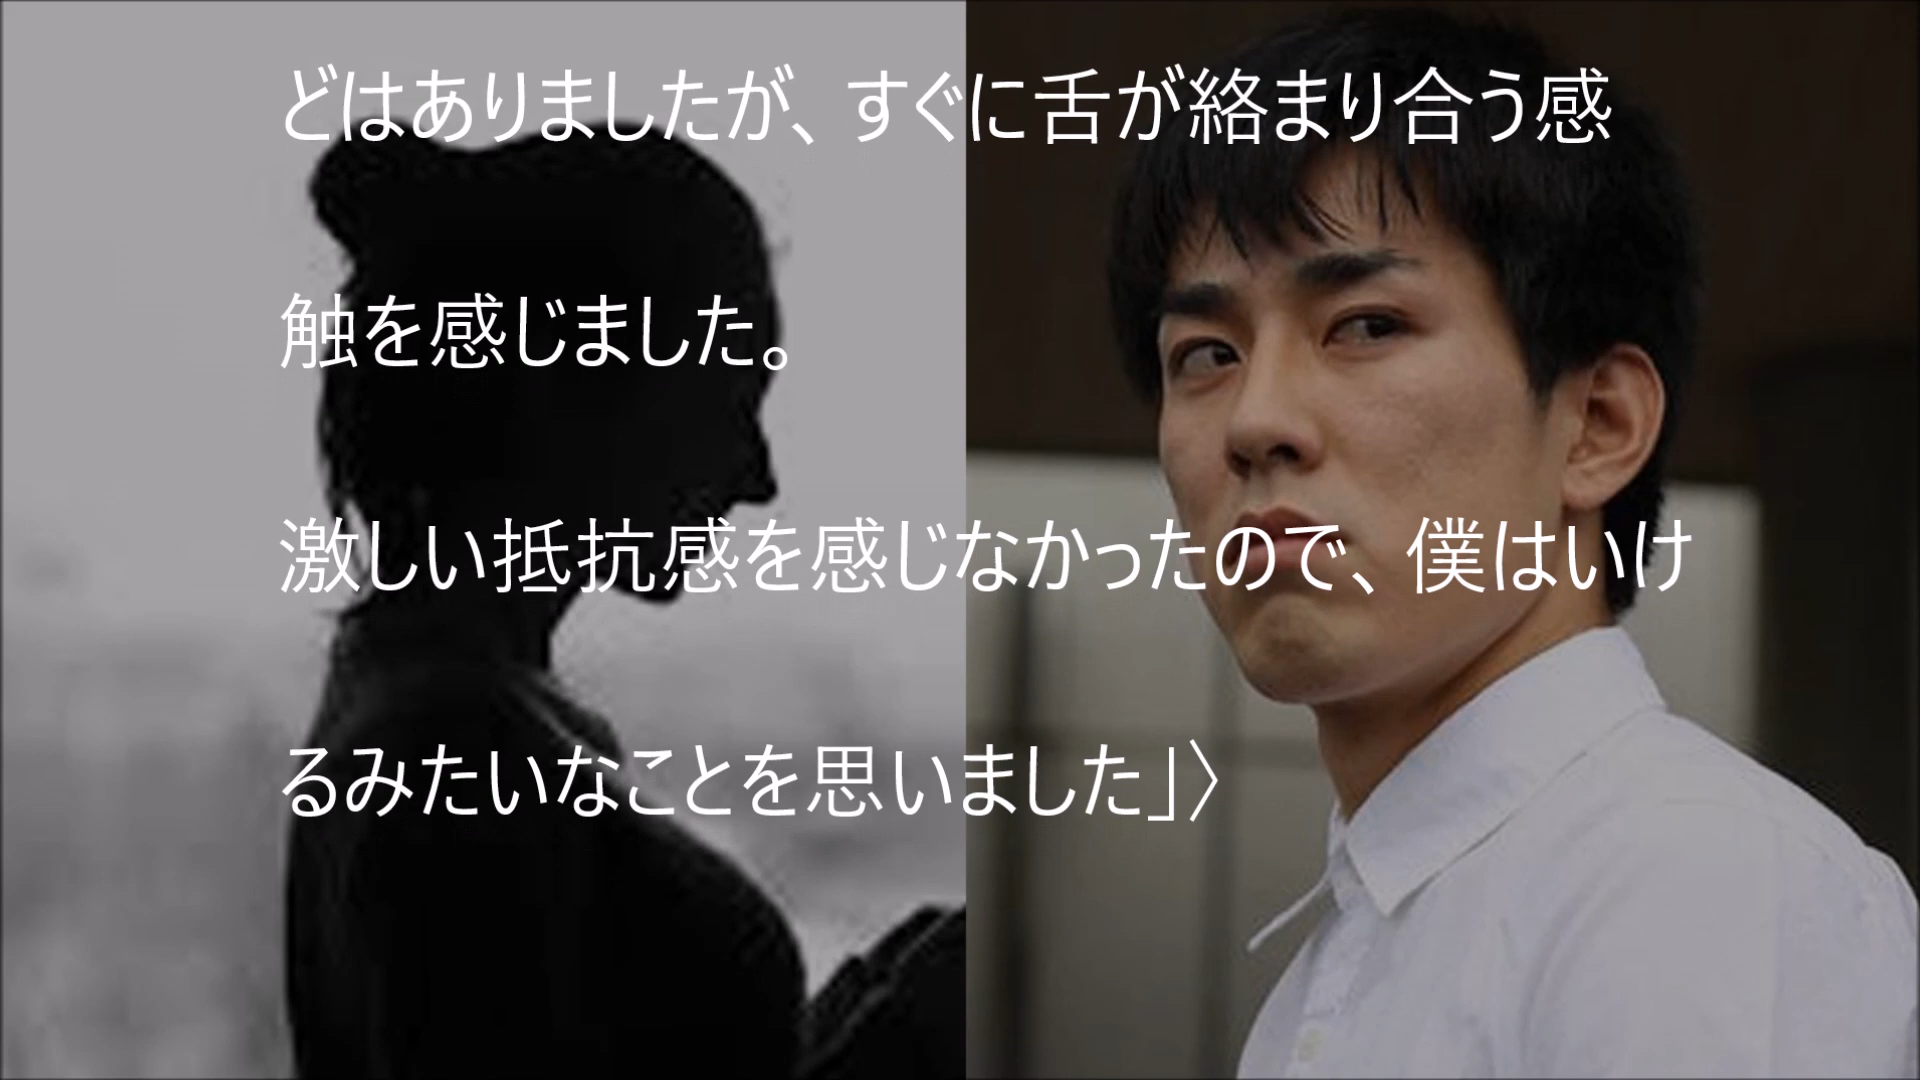 どはありましたが、すぐに舌が絡まり合う感
触を感じました。
激しい抵抗感を感じなかったので、僕はいけ
るみたいなことを思いました」〉